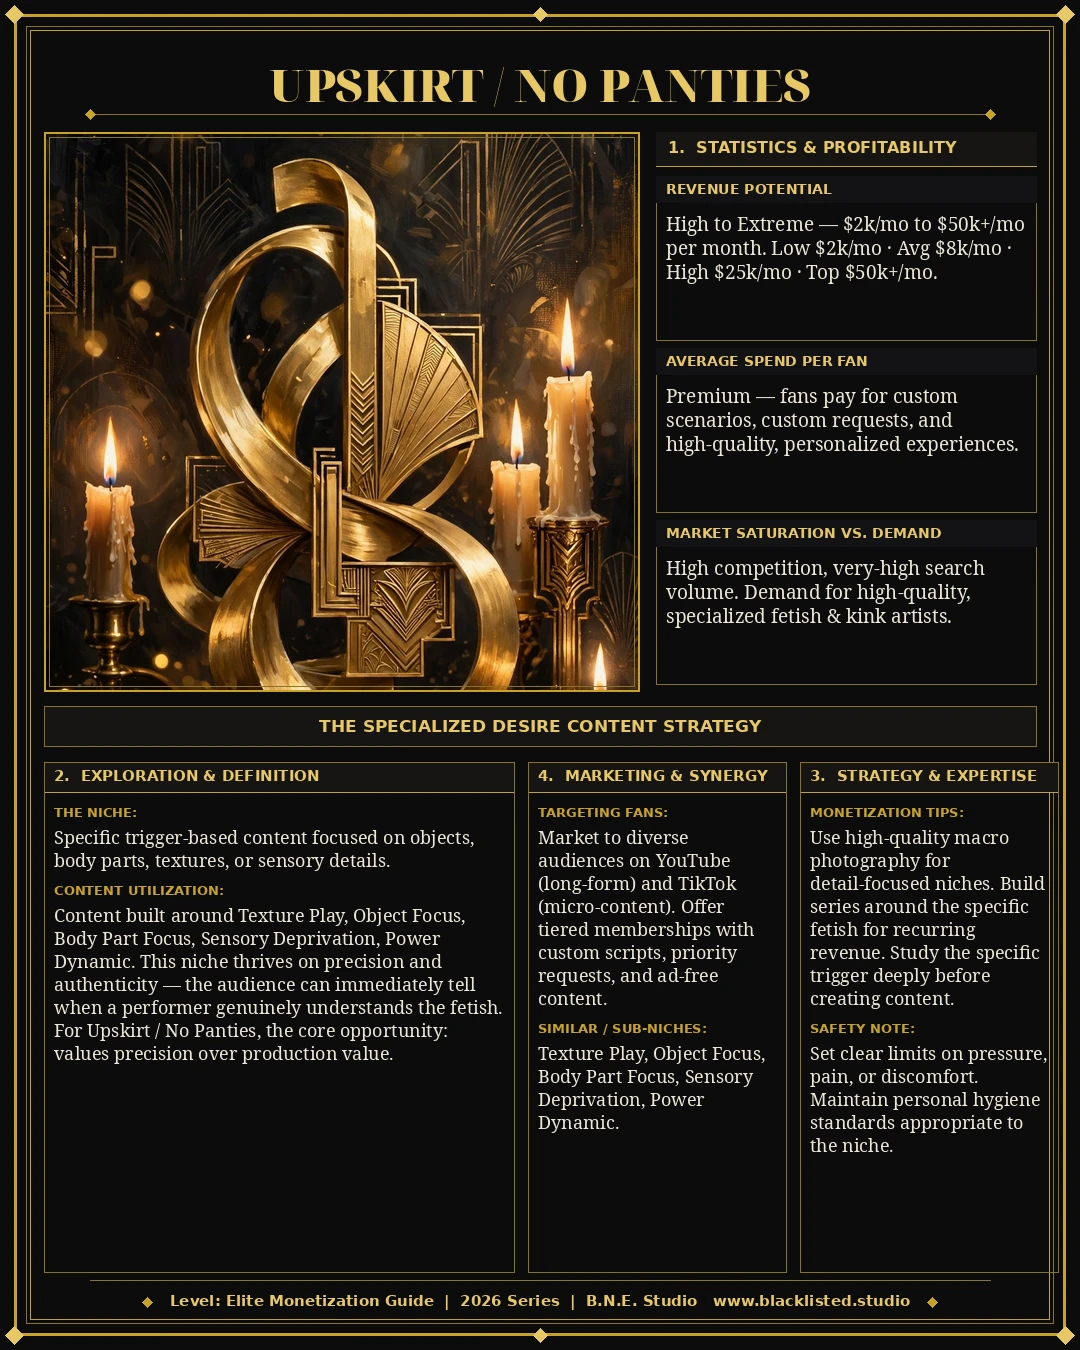 UPSKIRT / NO PANTIES
1. STATISTICS & PROFITABILITY
REVENUE POTENTIAL
High to Extreme — $2k/mo to $50k+/mo
per month. Low $2k/mo · Avg $8k/mo ·
High $25k/mo · Top $50k+/mo.
AVERAGE SPEND PER FAN
Premium — fans pay for custom
scenarios, custom requests, and
high-quality, personalized experiences.
MARKET SATURATION VS. DEMAND
High competition, very-high search
volume. Demand for high-quality,
specialized fetish & kink artists.
THE SPECIALIZED DESIRE CONTENT STRATEGY
2. EXPLORATION & DEFINITION
THE NICHE:
Specific trigger-based content focused on objects,
body parts, textures, or sensory details.
CONTENT UTILIZATION:
Content built around Texture Play, Object Focus,
Body Part Focus, Sensory Deprivation, Power
Dynamic. This niche thrives on precision and
authenticity — the audience can immediately tell
when a performer genuinely understands the fetish.
For Upskirt / No Panties, the core opportunity:
values precision over production value.
4. MARKETING & SYNERGY
TARGETING FANS:
Market to diverse
audiences on YouTube
(long-form) and TikTok
(micro-content). Offer
tiered memberships with
custom scripts, priority
requests, and ad-free
content.
SIMILAR / SUB-NICHES:
Texture Play, Object Focus,
Body Part Focus, Sensory
Deprivation, Power
Dynamic.
3. STRATEGY & EXPERTISE
MONETIZATION TIPS:
Use high-quality macro
photography for
detail-focused niches. Build
series around the specific
fetish for recurring
revenue. Study the specific
trigger deeply before
creating content.
SAFETY NOTE:
Set clear limits on pressure,
pain, or discomfort.
Maintain personal hygiene
standards appropriate to
the niche.
Level: Elite Monetization Guide | 2026 Series | B.N.E. Studio www.blacklisted.studio